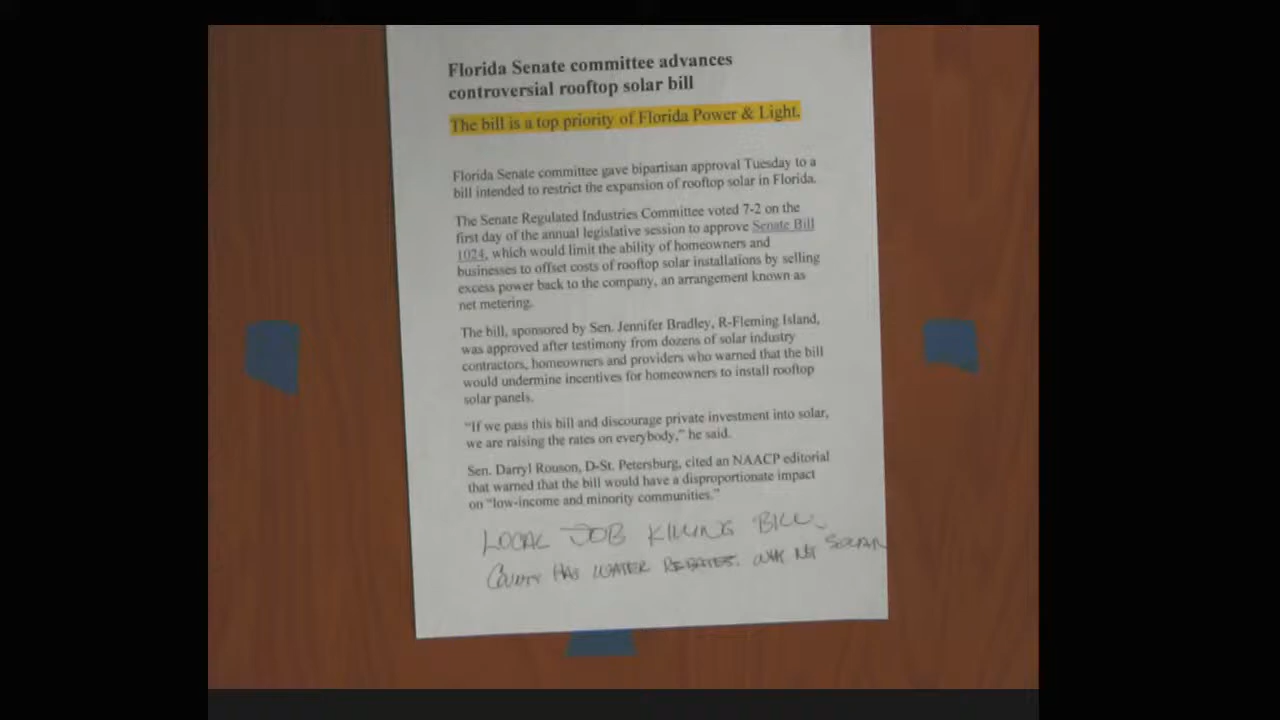 Florida Senate committee advances
controversial rooftop solar bill
The bill is a top priority of Florida Power & Light.
Florida Senate committee gave bipartisan approval Tuesday to a
bill intended to restrict the expansion of rooftop solar in Florida.
The Senate Regulated Industries Committee voted 7-2 on the
first day of the annual legislative session to approve Senate Bill
1024, which would limit the ability of homeowners and
businesses to offset costs of rooftop solar installations by selling
excess power back to the company, an arrangement known as
net metering.
The bill, sponsored by Sen. Jennifer Bradley, R-Fleming Island,
was approved after testimony from dozens of solar industry
contractors, homeowners and providers who warned that the bill
would undermine incentives for homeowners to install rooftop
solar panels.
“If we pass this bill and discourage private investment into solar,
we are raising the rates on everybody,” he said.
Sen. Darryl Rouson, D-St. Petersburg, cited an NAACP editorial
that warned that the bill would have a disproportionate impact
on “low-income and minority communities.”
LOCAL JOB KILLING BILL.
COUNTY HAS WATER REBATES. WHY NOT SOLAR